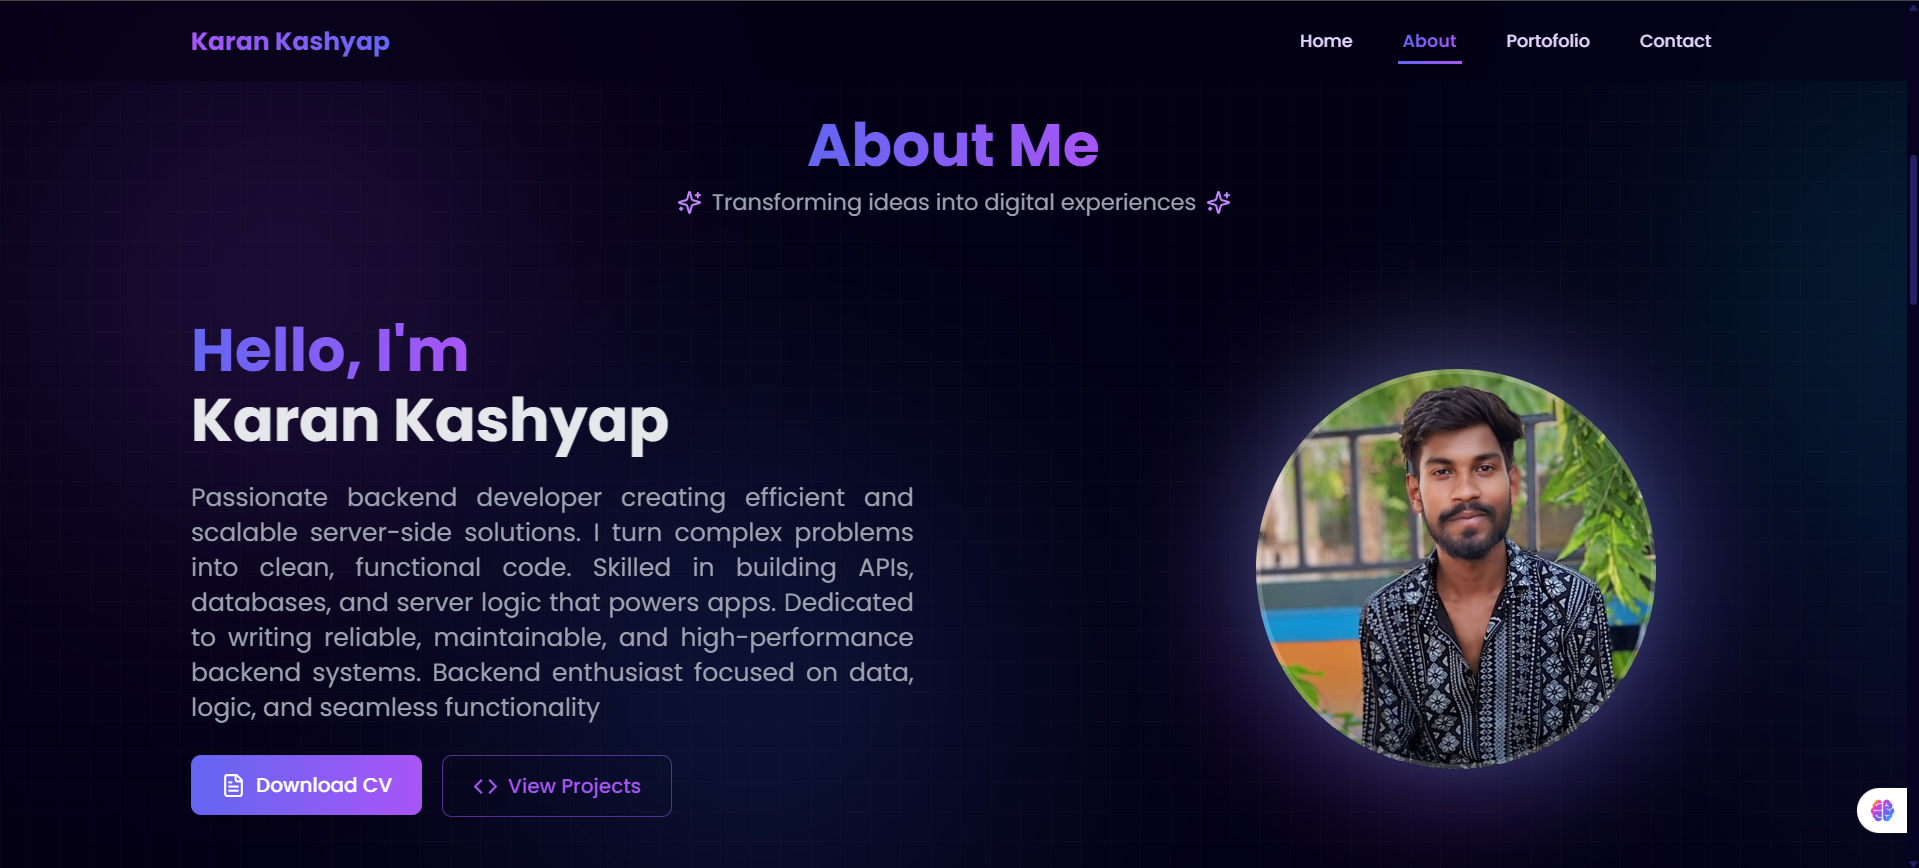 Karan Kashyap
Home About Portofolio Contact
About Me
Transforming ideas into digital experiences
Hello, I'm
Karan Kashyap
Passionate backend developer creating efficient and
scalable server-side solutions. I turn complex problems
into clean, functional code. Skilled in building APIs,
databases, and server logic that powers apps. Dedicated
to writing reliable, maintainable, and high-performance
backend systems. Backend enthusiast focused on data,
logic, and seamless functionality
Download CV
View Projects